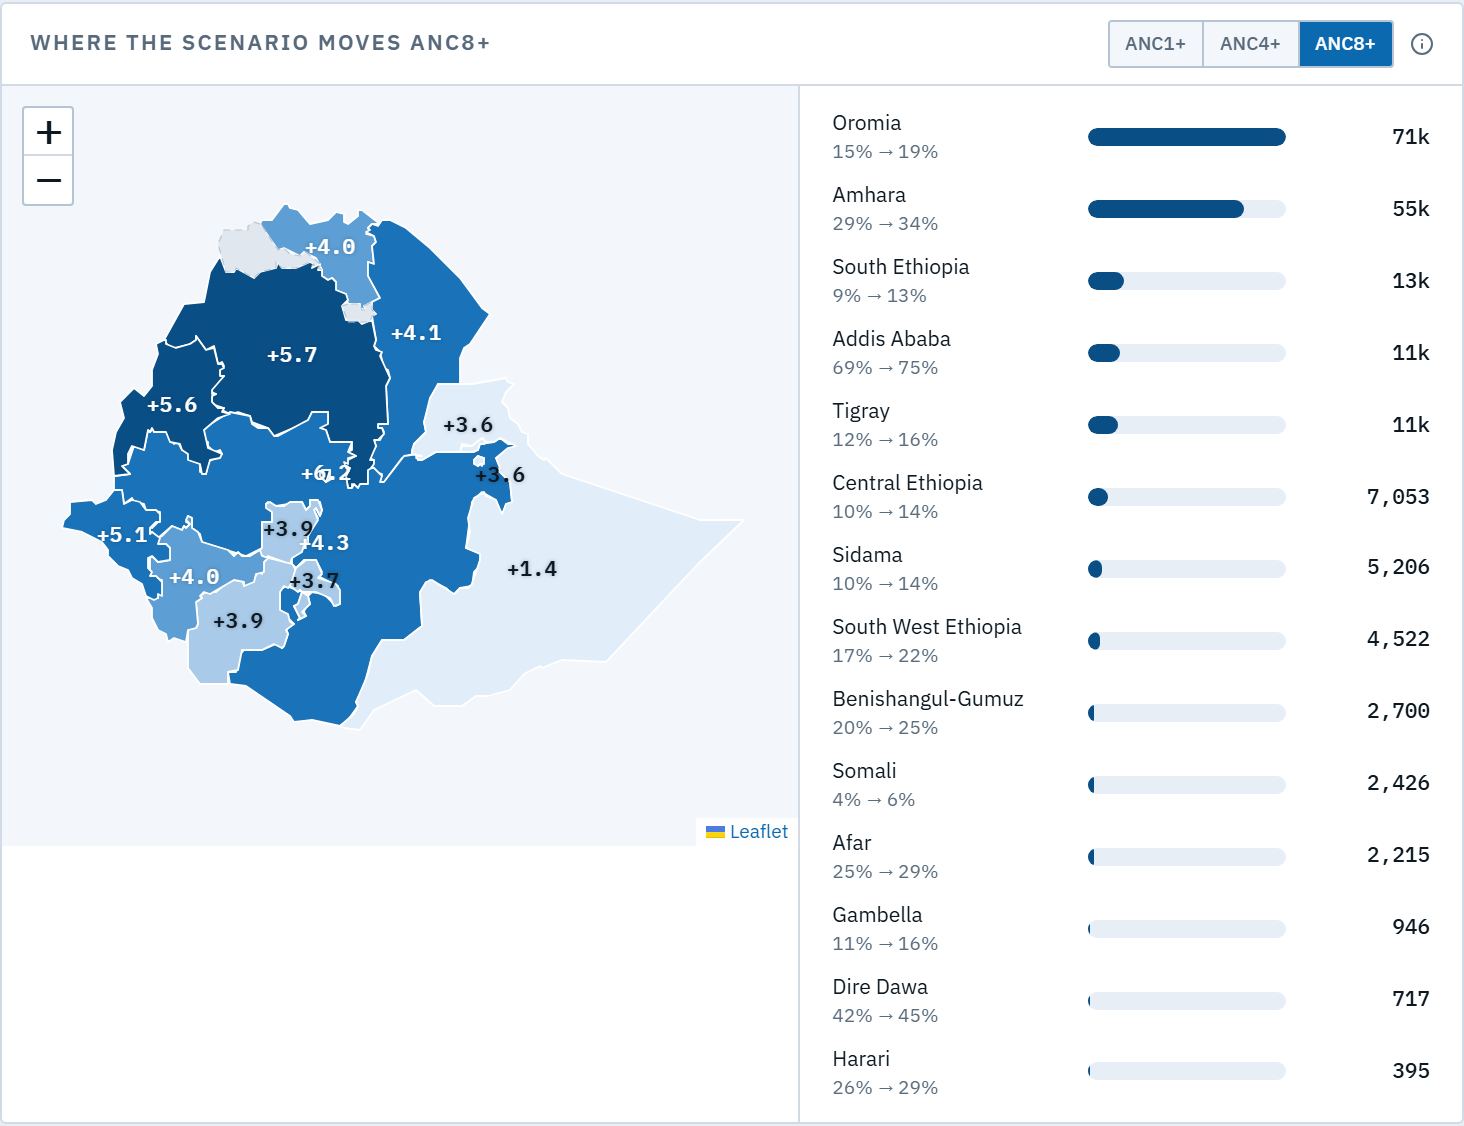 WHERE THE SCENARIO MOVES ANC8+
ANC1+ ANC4+ ANC8+
+
−
+4.0
+4.1
+5.7
+5.6
+3.6
+6.2
+3.6
+5.1
+3.9
+4.3
+1.4
+4.0
+3.7
+3.9
Leaflet
Oromia
15% → 19%
71k
Amhara
29% → 34%
55k
South Ethiopia
9% → 13%
13k
Addis Ababa
69% → 75%
11k
Tigray
12% → 16%
11k
Central Ethiopia
10% → 14%
7,053
Sidama
10% → 14%
5,206
South West Ethiopia
17% → 22%
4,522
Benishangul-Gumuz
20% → 25%
2,700
Somali
4% → 6%
2,426
Afar
25% → 29%
2,215
Gambella
11% → 16%
946
Dire Dawa
42% → 45%
717
Harari
26% → 29%
395